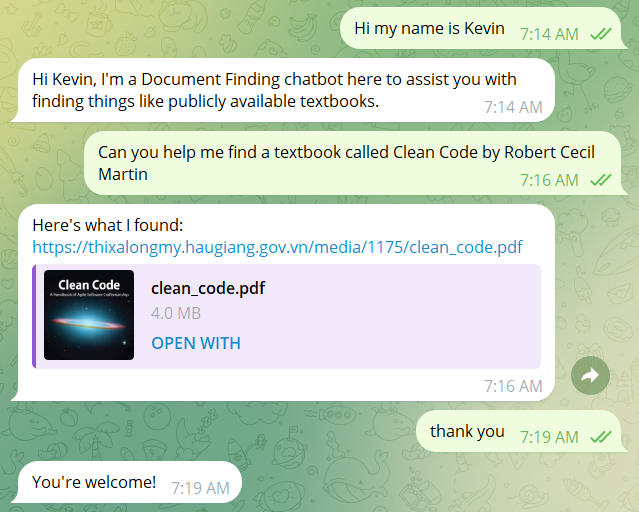 Hi my name is Kevin 7:14 AM
Hi Kevin, I'm a Document Finding chatbot here to assist you with
finding things like publicly available textbooks.
7:14 AM
Can you help me find a textbook called Clean Code by Robert Cecil
Martin
7:16 AM
Here's what I found:
https://thixalongmy.haugiang.gov.vn/media/1175/clean_code.pdf
Clean Code
A Handbook of Agile Software Craftsmanship
clean_code.pdf
4.0 MB
OPEN WITH
7:16 AM
thank you 7:19 AM
You're welcome! 7:19 AM